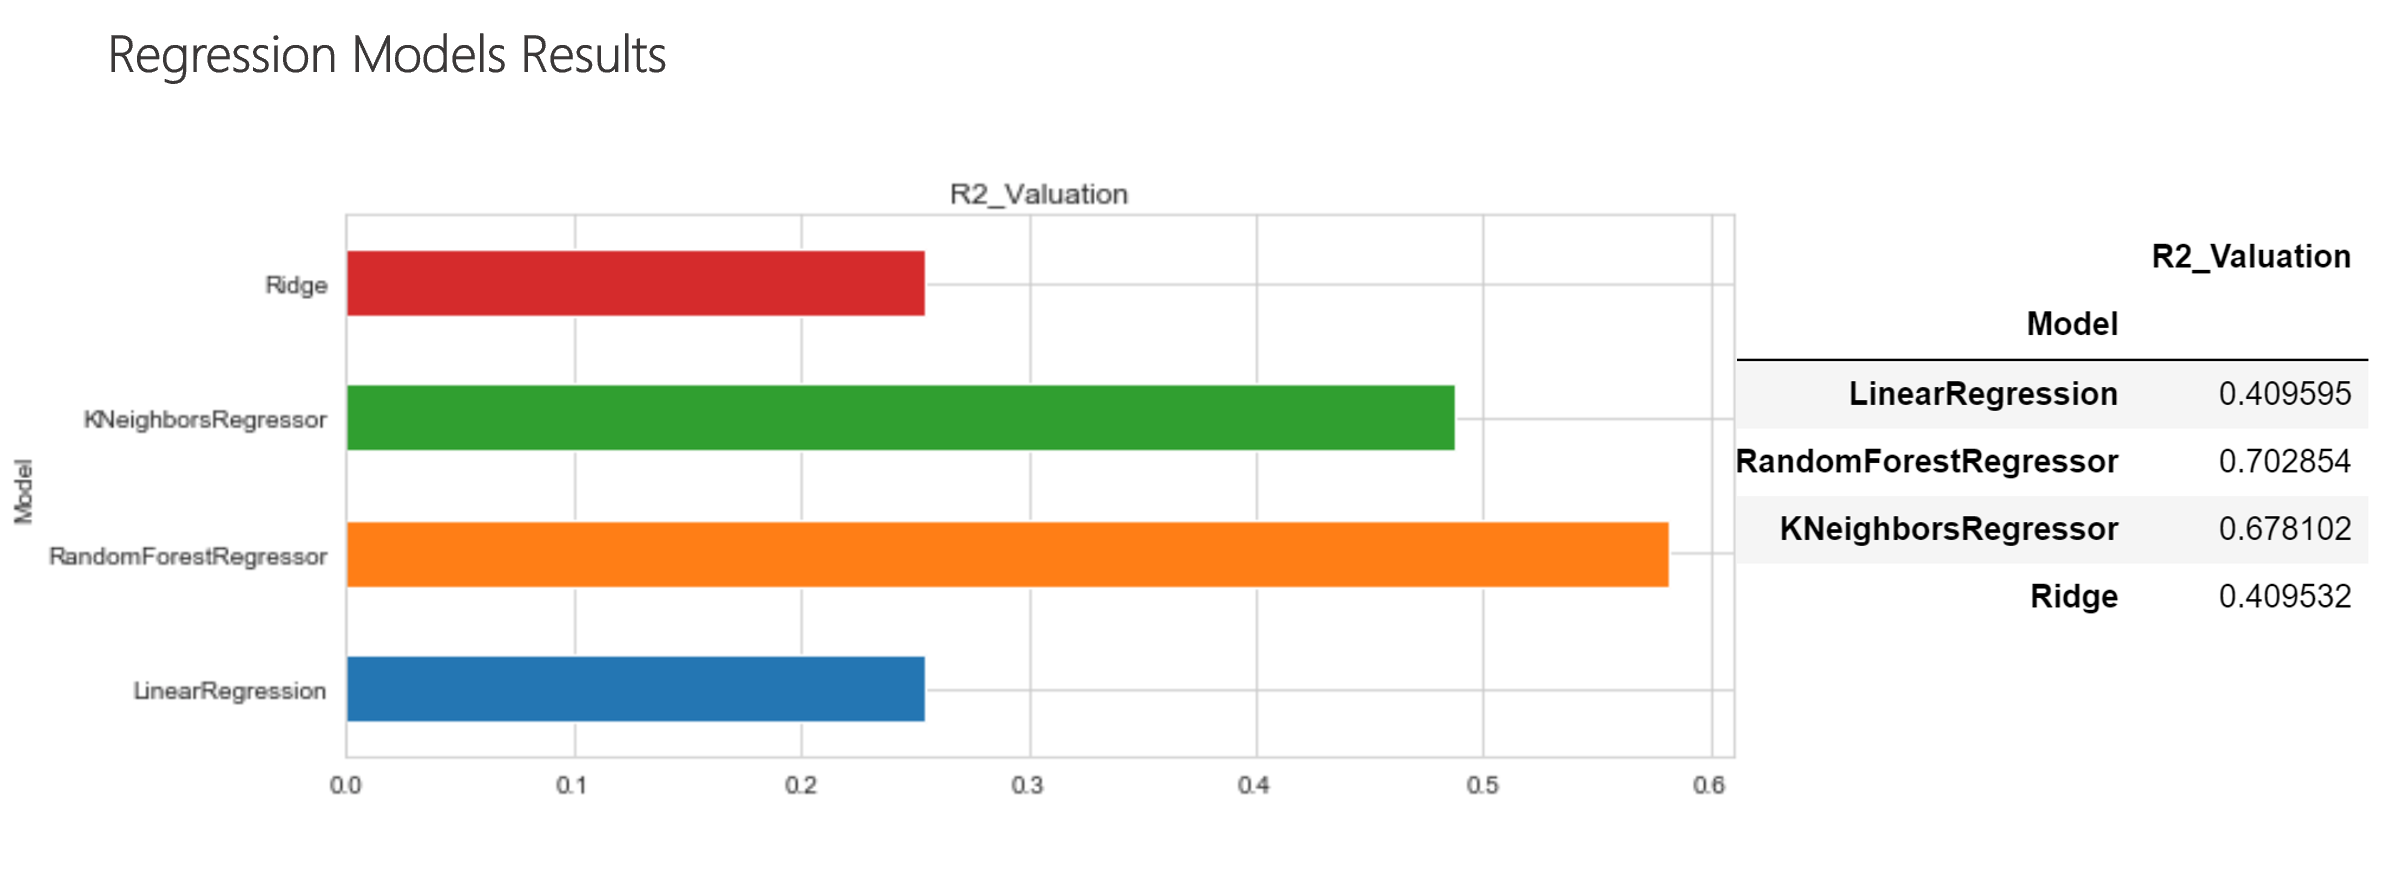 Regression Models Results
R2_Valuation
Ridge
KNeighborsRegressor
RandomForestRegressor
LinearRegression
Model
0.0 0.1 0.2 0.3 0.4 0.5 0.6
R2_Valuation
Model
LinearRegression 0.409595
RandomForestRegressor 0.702854
KNeighborsRegressor 0.678102
Ridge 0.409532